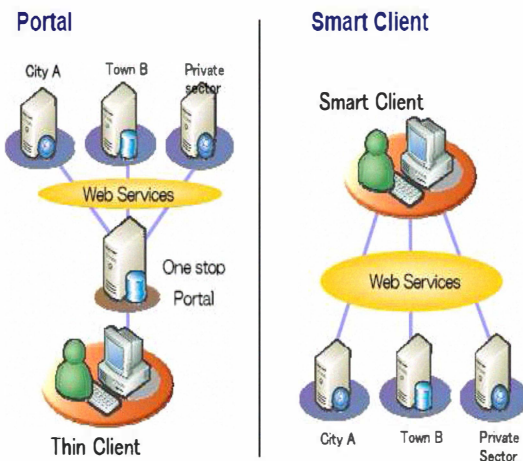 Portal
City A
Town B
Private
sector
Web Services
One stop
Portal
Thin Client
Smart Client
Smart Client
Web Services
City A
Town B
Private
Sector